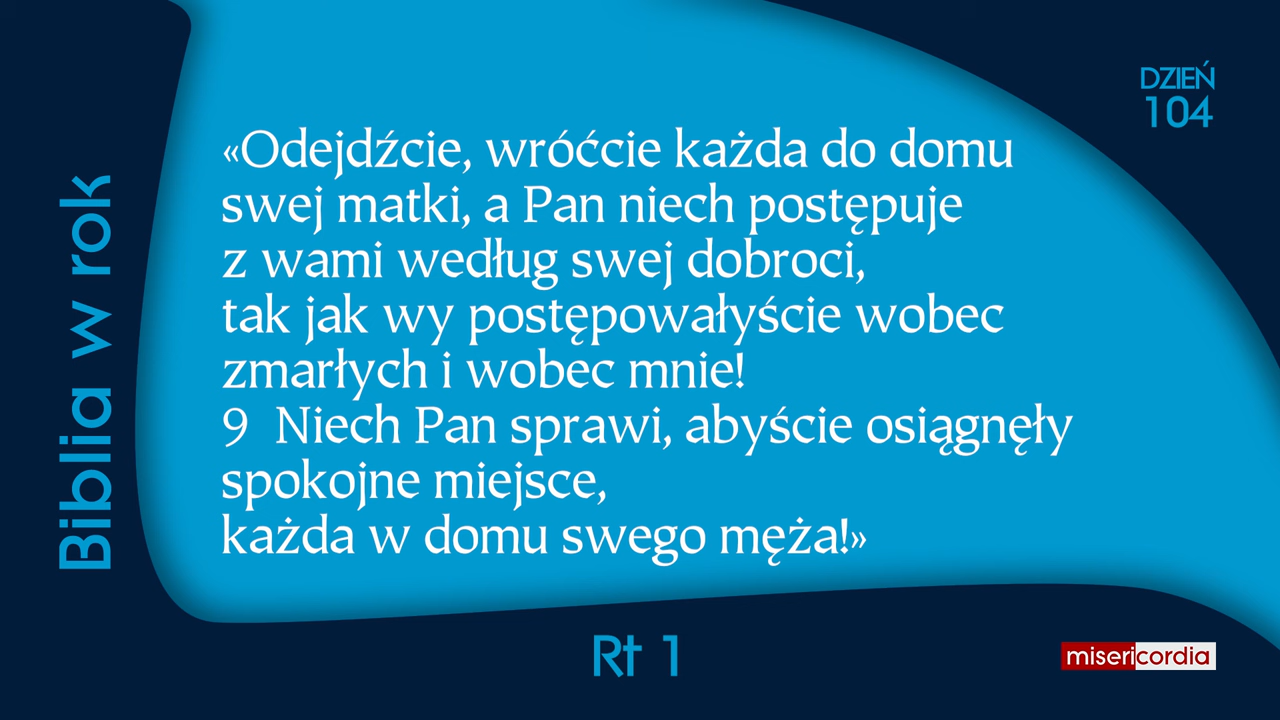 DZIEŃ
104
«Odejdźcie, wróćcie każda do domu
swej matki, a Pan niech postępuje
z wami według swej dobroci,
tak jak wy postępowałyście wobec
zmarłych i wobec mnie!
9 Niech Pan sprawi, abyście osiągnęły
spokojne miejsce,
każda w domu swego męża!»
Biblia w rok
Rt 1
misericordia